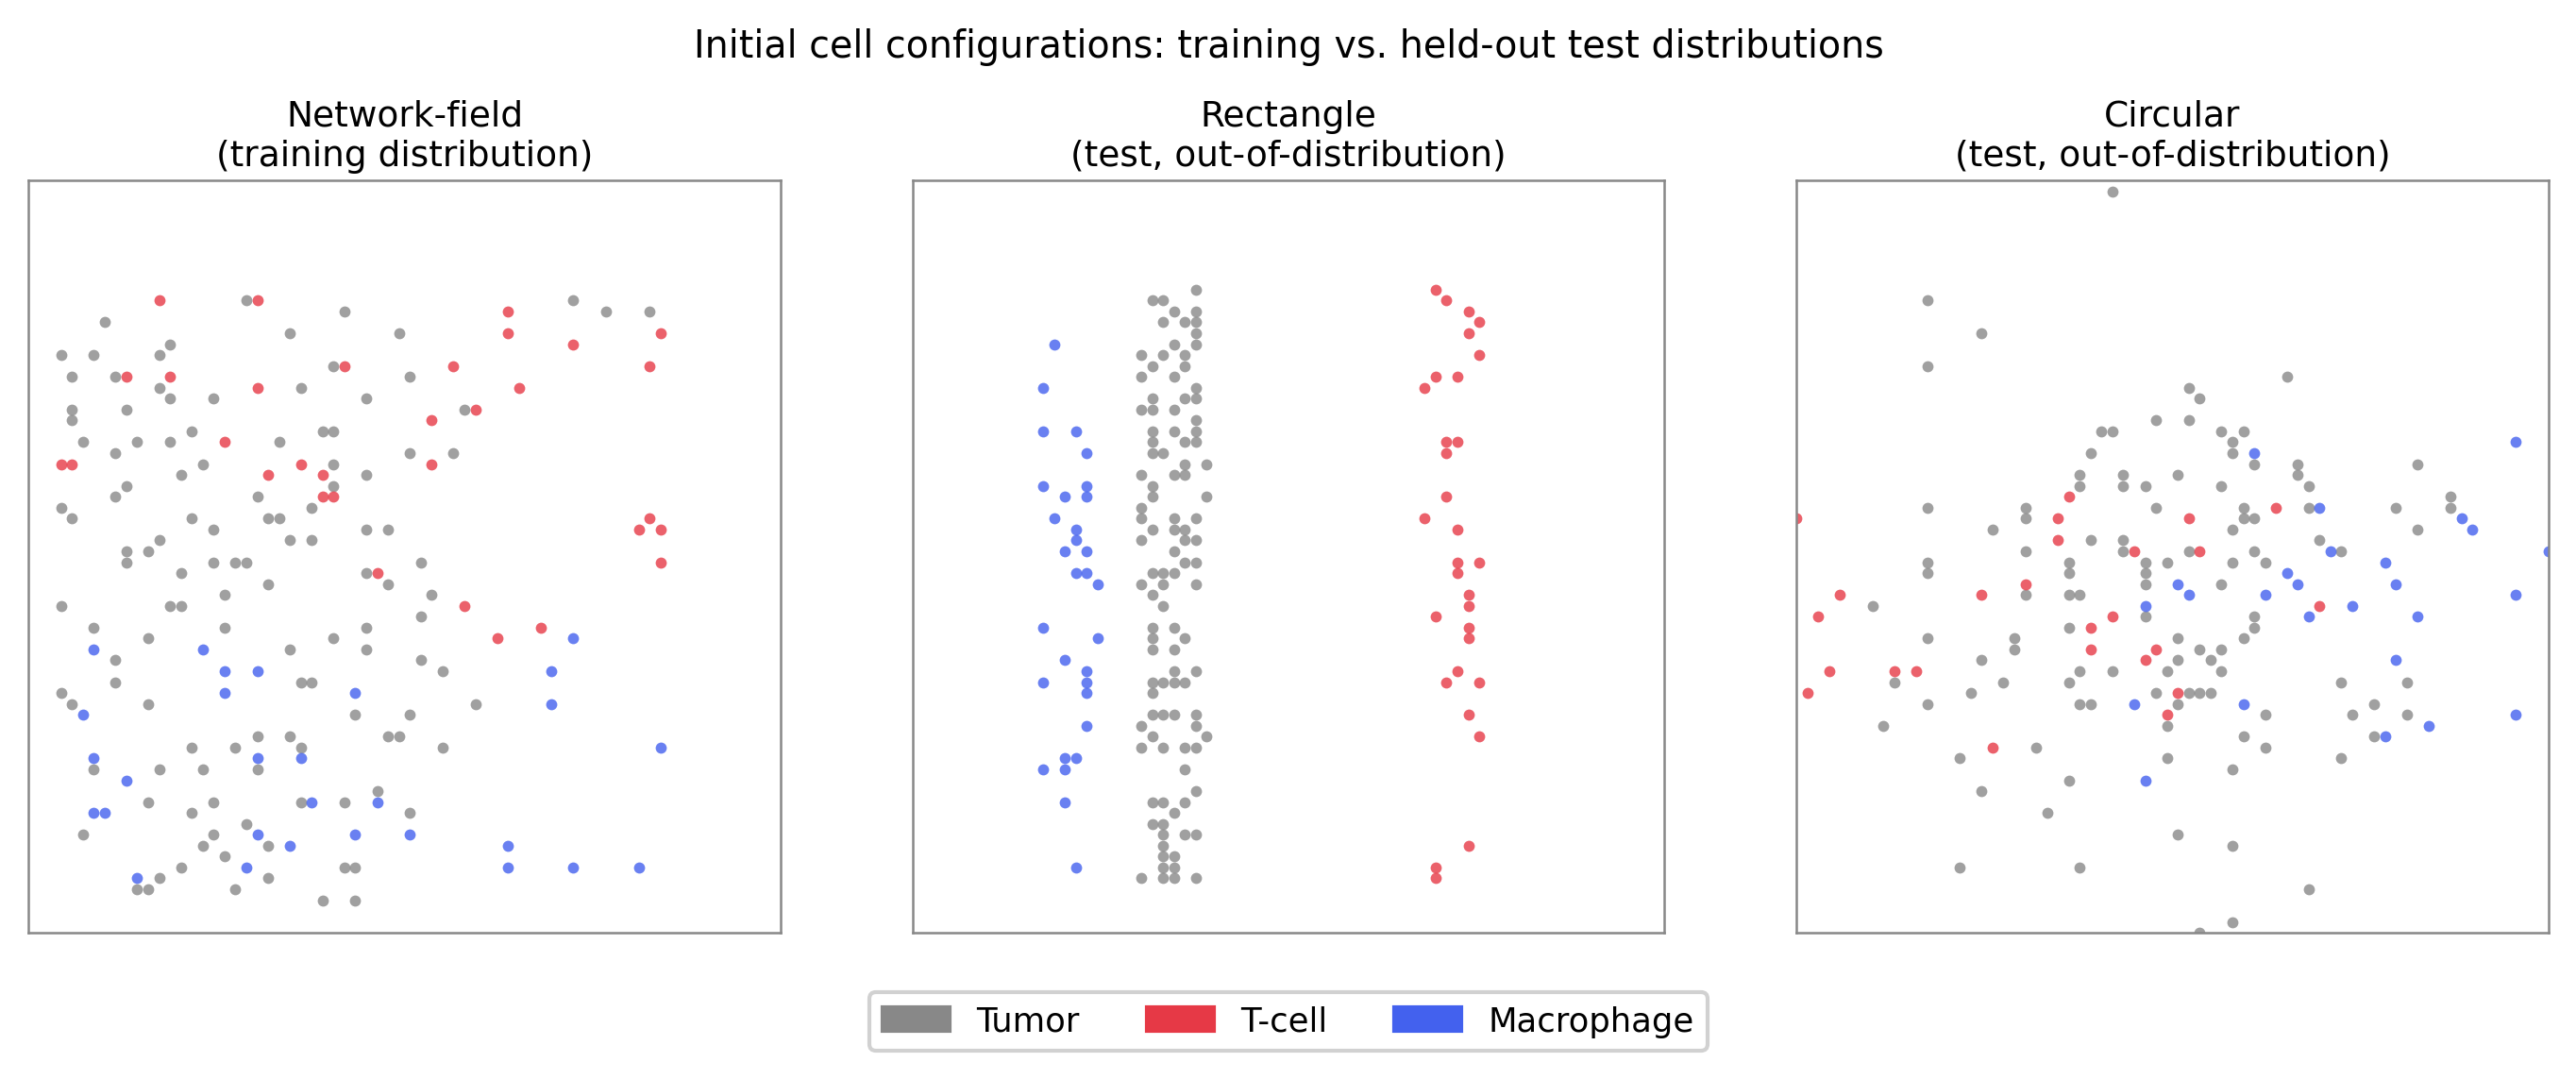 Initial cell configurations: training vs. held-out test distributions
Network-field
(training distribution)
Rectangle
(test, out-of-distribution)
Circular
(test, out-of-distribution)
Tumor
T-cell
Macrophage